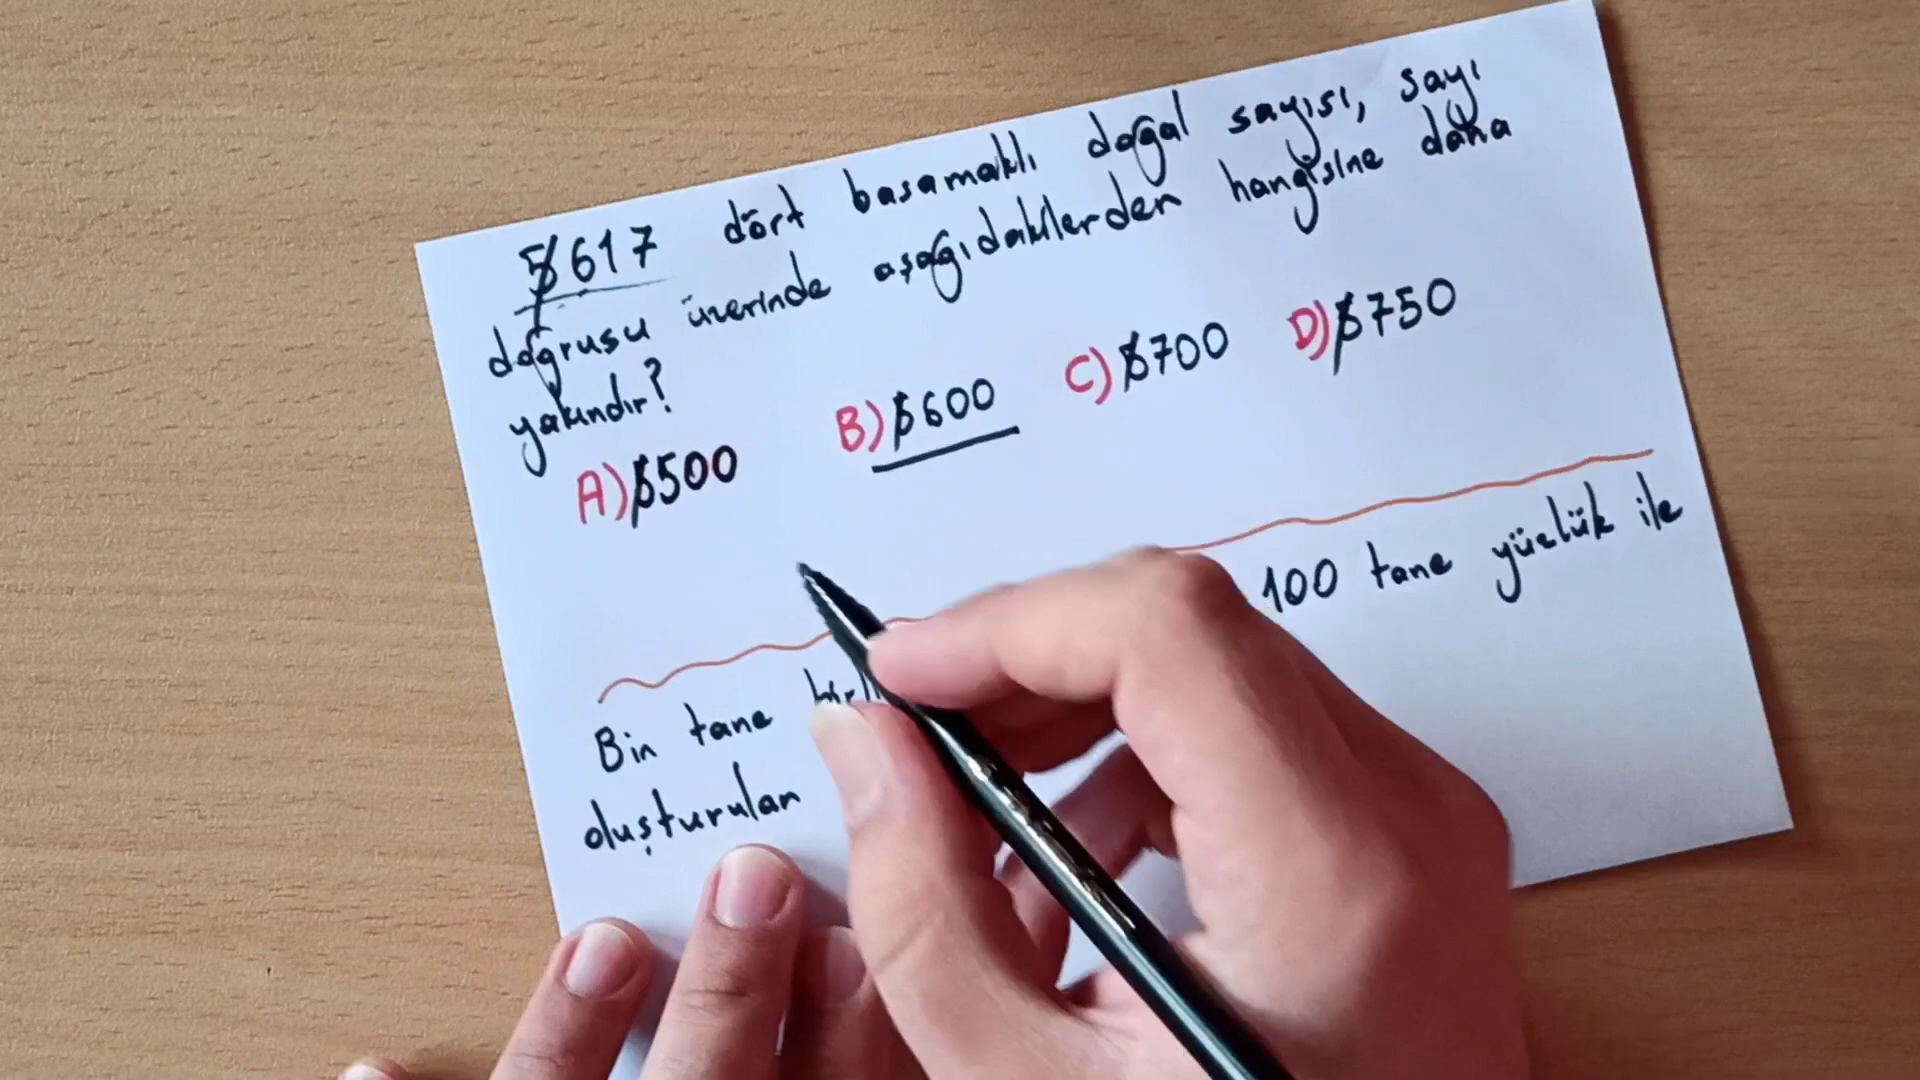 5617 dört basamaklı doğal sayısı, sayı
doğrusu üzerinde aşağıdakilerden hangisine daha
yakındır?
A) 5500 B) 5600 C) 5700 D) 5750
Bin tane 100 tane yüzlük ile
oluşturulan